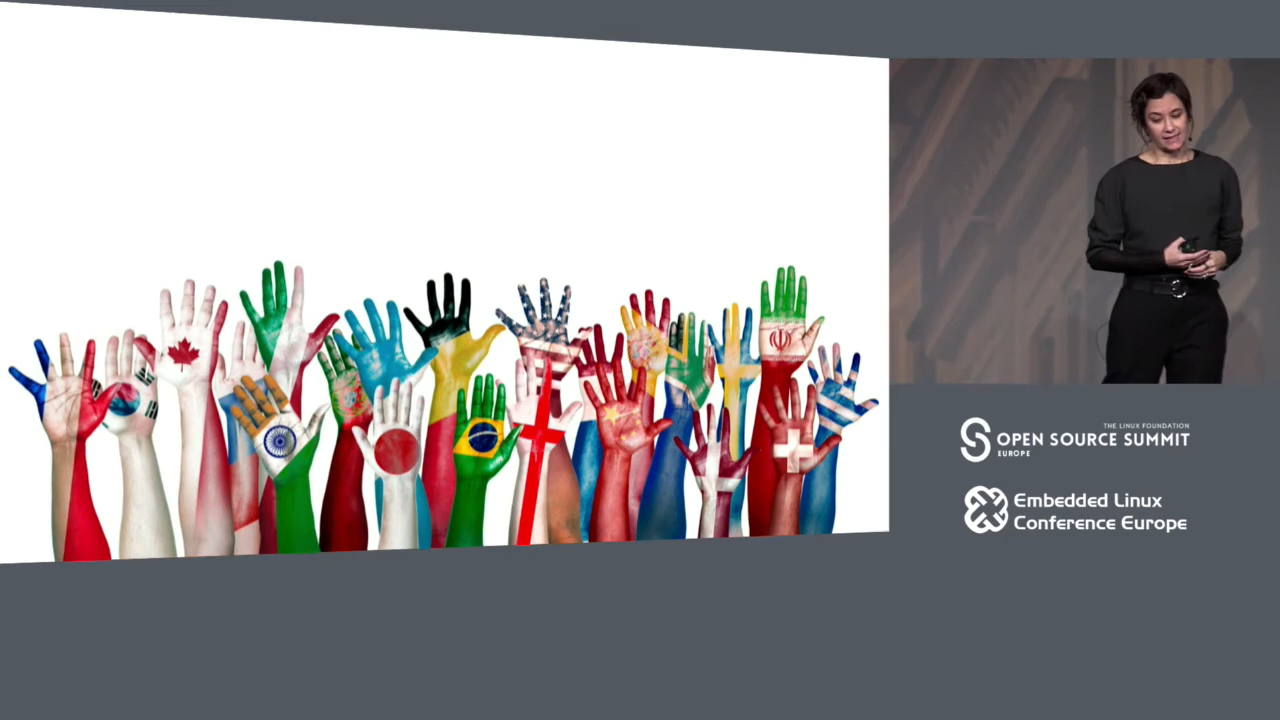 THE LINUX FOUNDATION
OPEN SOURCE SUMMIT
EUROPE
Embedded Linux
Conference Europe